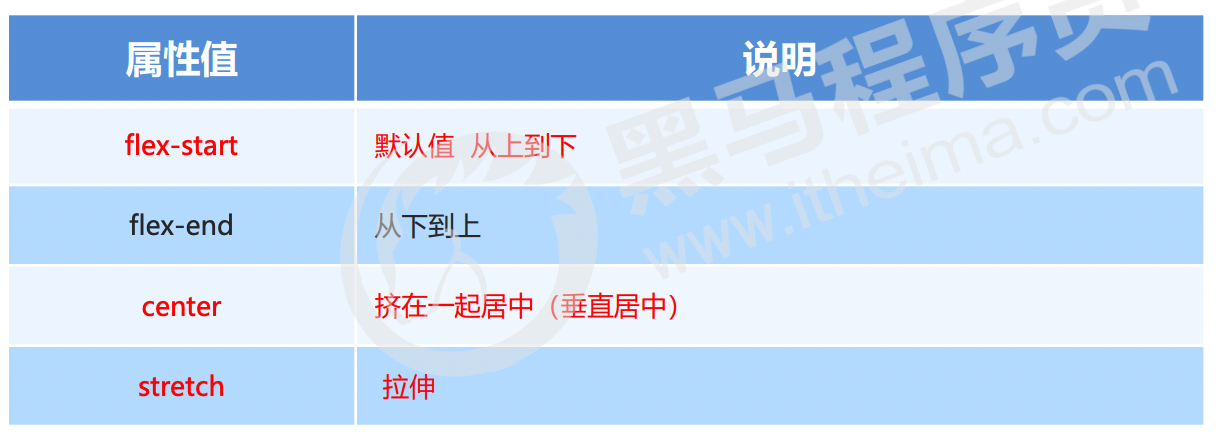 属性值 说明
flex-start 默认值 从上到下
flex-end 从下到上
center 挤在一起居中（垂直居中）
stretch 拉伸
黑马程序员
www.itheima.com